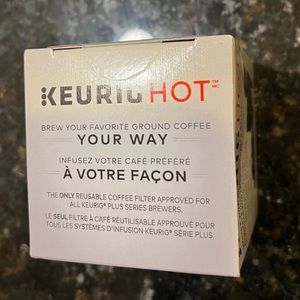 KEURIG HOT™ MC
BREW YOUR FAVORITE GROUND COFFEE
YOUR WAY
INFUSEZ VOTRE CAFÉ PRÉFÉRÉ
À VOTRE FAÇON
THE ONLY REUSABLE COFFEE FILTER APPROVED FOR
ALL KEURIG® PLUS SERIES BREWERS.
LE SEUL FILTRE À CAFÉ RÉUTILISABLE APPROUVÉ POUR
TOUS LES SYSTÈMES D'INFUSION KEURIG® SÉRIE PLUS.